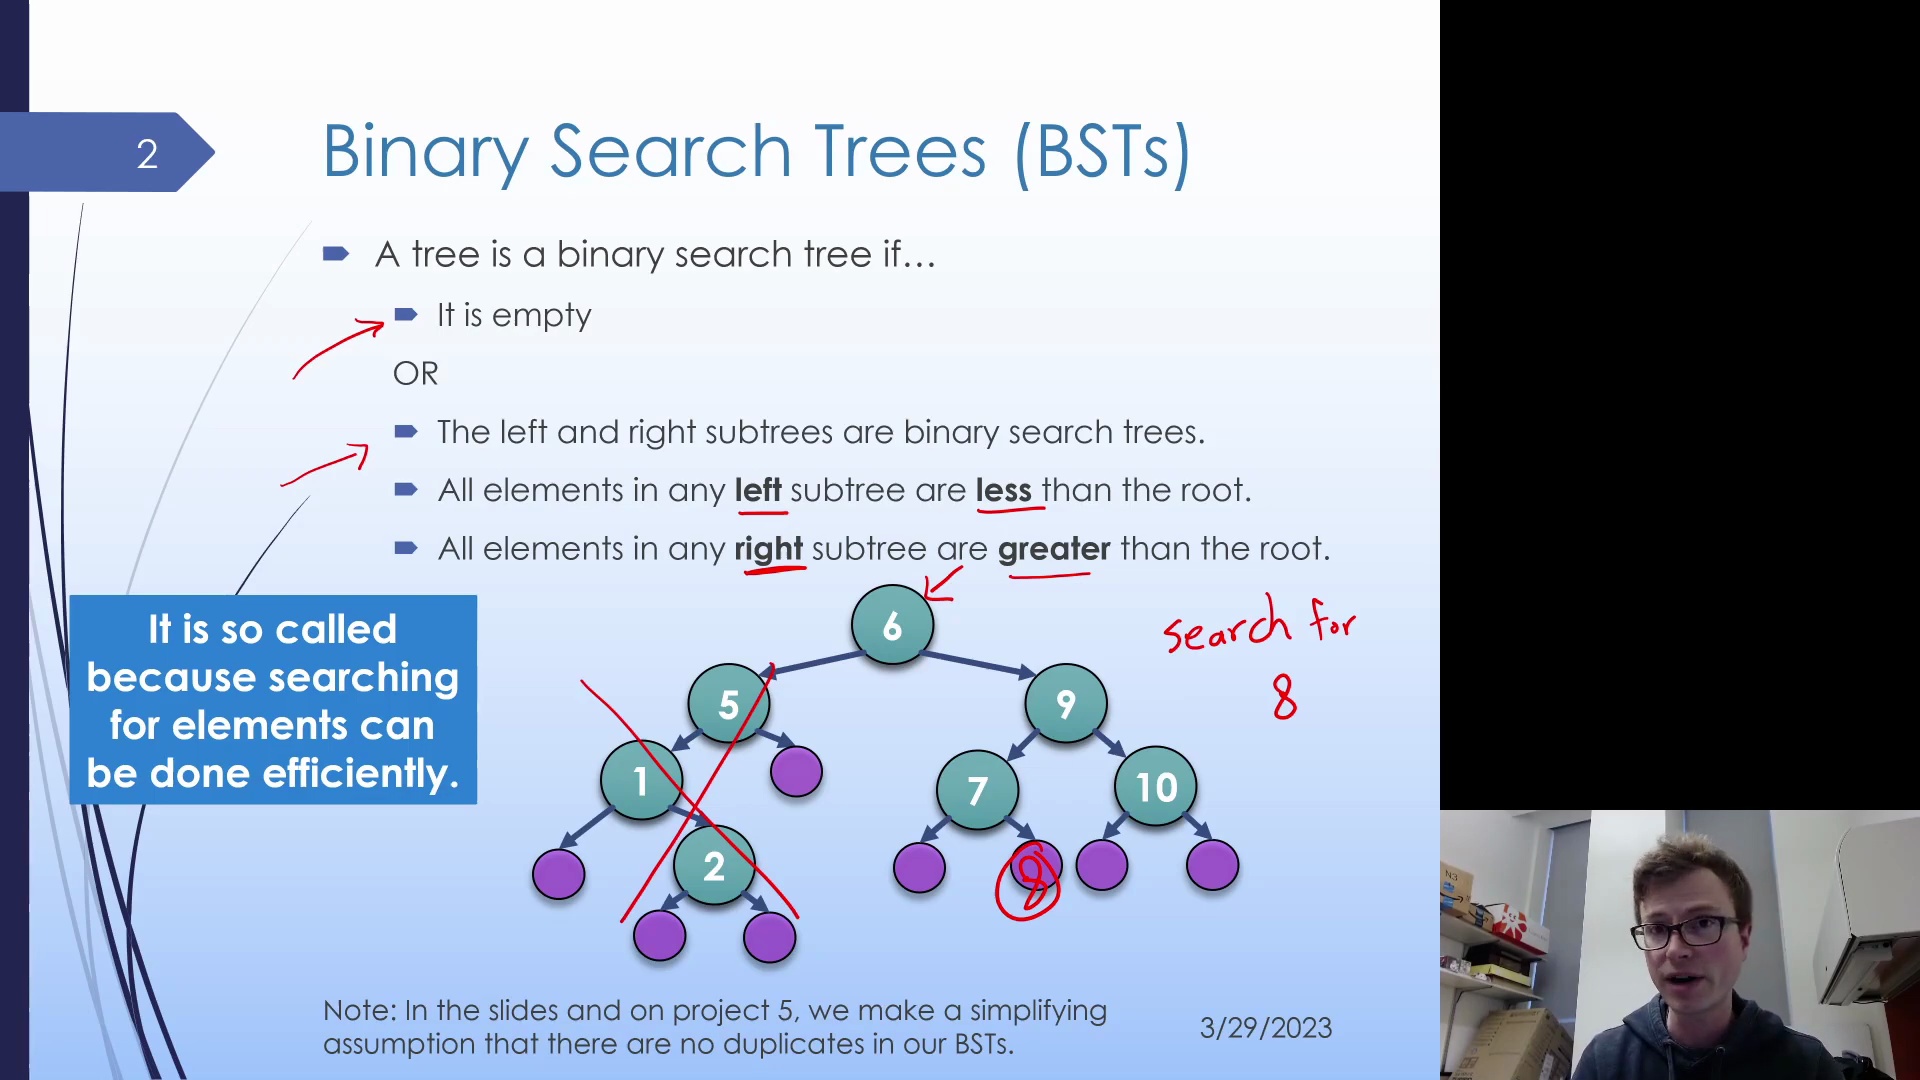 2
Binary Search Trees (BSTs)
A tree is a binary search tree if…
It is empty
OR
The left and right subtrees are binary search trees.
All elements in any left subtree are less than the root.
All elements in any right subtree are greater than the root.
It is so called
because searching
for elements can
be done efficiently.
6
search for
8
5
9
1
7
10
2
8
Note: In the slides and on project 5, we make a simplifying
assumption that there are no duplicates in our BSTs.
3/29/2023
N3